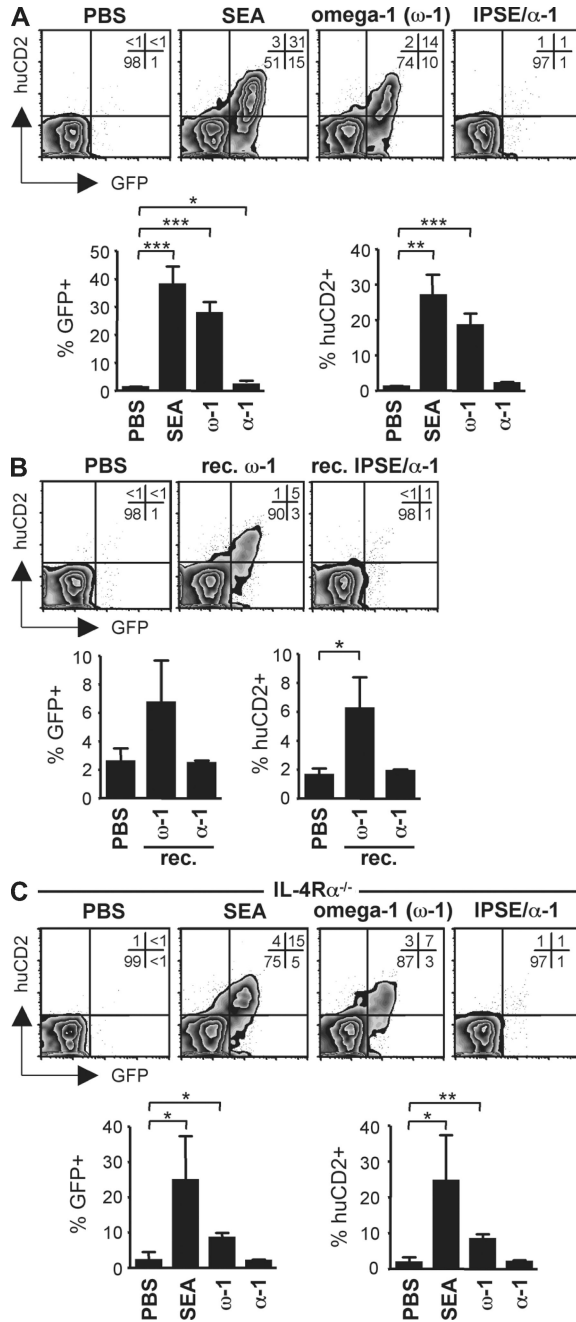 A
PBS SEA omega-1 (ω-1) IPSE/α-1
huCD2
<1 <1 3 31 2 14 1 1
98 1 51 15 74 10 97 1
GFP
* 
*** ***
*** **
% GFP+ % huCD2+
50 40
40 30
30 20
20 10
10 0
0
PBS SEA ω-1 α-1 PBS SEA ω-1 α-1
B
PBS rec. ω-1 rec. IPSE/α-1
huCD2
<1 <1 1 5 <1 1
98 1 90 3 98 1
GFP
*
% GFP+ % huCD2+
10 10
8 8
6 6
4 4
2 2
0 0
PBS ω-1 α-1 PBS ω-1 α-1
rec. rec.
C
IL-4Rα-/-
PBS SEA omega-1 (ω-1) IPSE/α-1
huCD2
1 <1 4 15 3 7 1 1
99 <1 75 5 87 3 97 1
GFP
* **
* *
% GFP+ % huCD2+
40 40
30 30
20 20
10 10
0 0
PBS SEA ω-1 α-1 PBS SEA ω-1 α-1